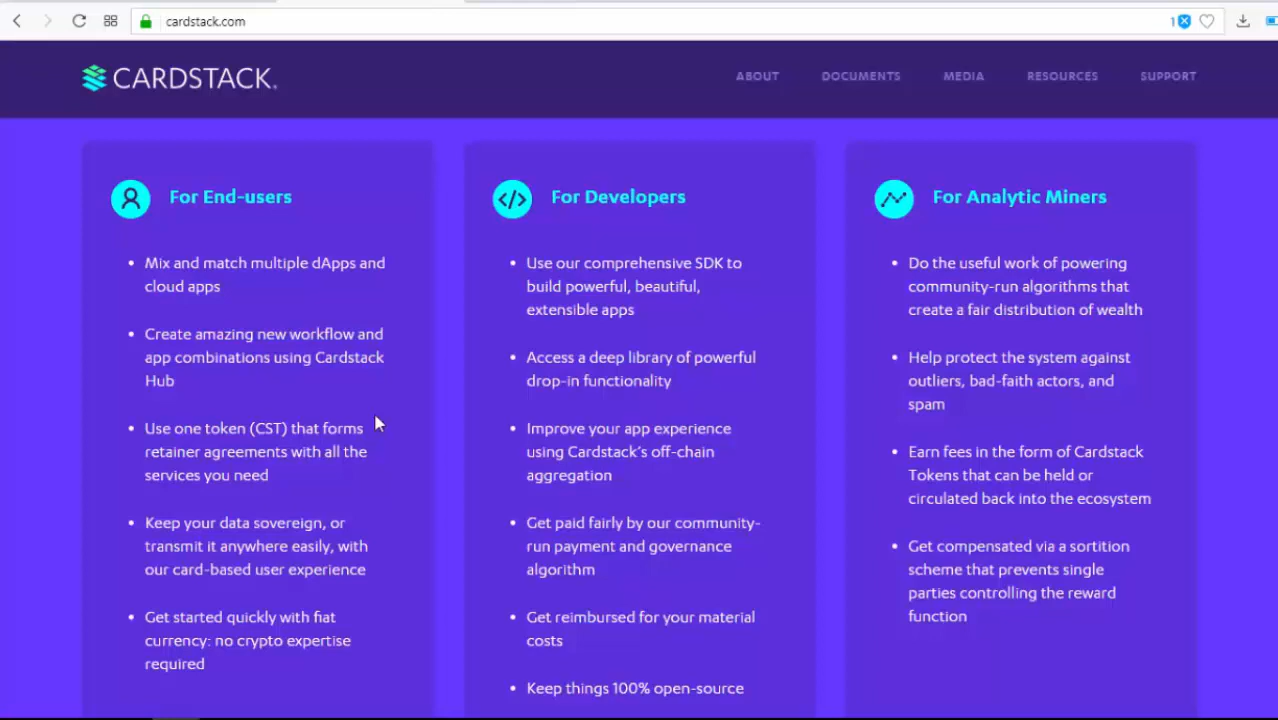 cardstack.com
1
CARDSTACK.
ABOUT
DOCUMENTS
MEDIA
RESOURCES
SUPPORT
For End-users
• Mix and match multiple dApps and
cloud apps
• Create amazing new workflow and
app combinations using Cardstack
Hub
• Use one token (CST) that forms
retainer agreements with all the
services you need
• Keep your data sovereign, or
transmit it anywhere easily, with
our card-based user experience
• Get started quickly with fiat
currency: no crypto expertise
required
</> For Developers
• Use our comprehensive SDK to
build powerful, beautiful,
extensible apps
• Access a deep library of powerful
drop-in functionality
• Improve your app experience
using Cardstack's off-chain
aggregation
• Get paid fairly by our community-
run payment and governance
algorithm
• Get reimbursed for your material
costs
• Keep things 100% open-source
For Analytic Miners
• Do the useful work of powering
community-run algorithms that
create a fair distribution of wealth
• Help protect the system against
outliers, bad-faith actors, and
spam
• Earn fees in the form of Cardstack
Tokens that can be held or
circulated back into the ecosystem
• Get compensated via a sortition
scheme that prevents single
parties controlling the reward
function